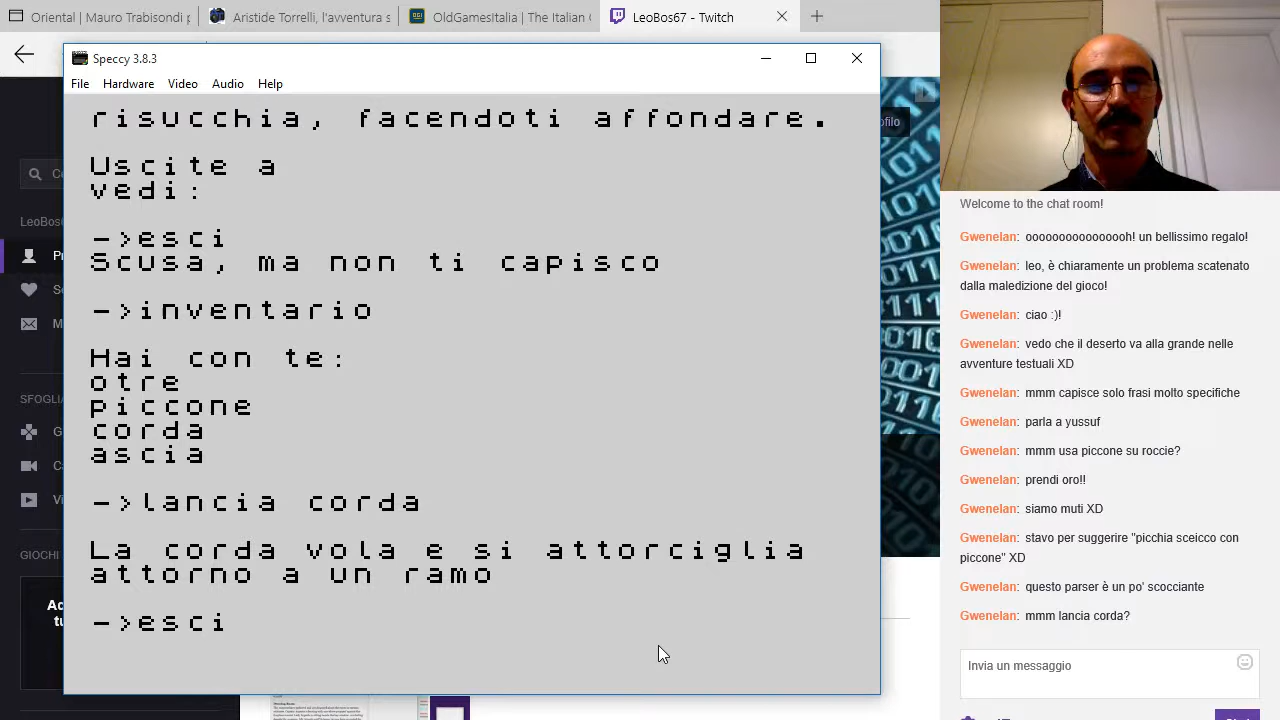 Oriental | Mauro Traisondi p
Aristide Torrelli, l'avventura s
OldGamesItalia | The Italian
LeoBos67 - Twitch
Speccy 3.8.3
File Hardware Video Audio Help
ofilo
risucchia, facendoti affondare.
Uscite a
vedi:
->esci
Scusa, ma non ti capisco
->inventario
Hai con te:
otre
piccone
corda
ascia
->lancia corda
La corda vola e si attorciglia
attorno a un ramo
->esci
LeoBos6
SFOGLI
GIOCHI
Welcome to the chat room!
Gwenelan: ooooooooooooooh! un bellissimo regalo!
Gwenelan: leo, è chiaramente un problema scatenato
dalla maledizione del gioco!
Gwenelan: ciao :)!
Gwenelan: vedo che il deserto va alla grande nelle
avventure testuali XD
Gwenelan: mmm capisce solo frasi molto specifiche
Gwenelan: parla a yussuf
Gwenelan: mmm usa piccone su roccie?
Gwenelan: prendi oro!!
Gwenelan: siamo muti XD
Gwenelan: stavo per suggerire "picchia sceicco con
piccone" XD
Gwenelan: questo parser è un po' scocciante
Gwenelan: mmm lancia corda?
Invia un messaggio